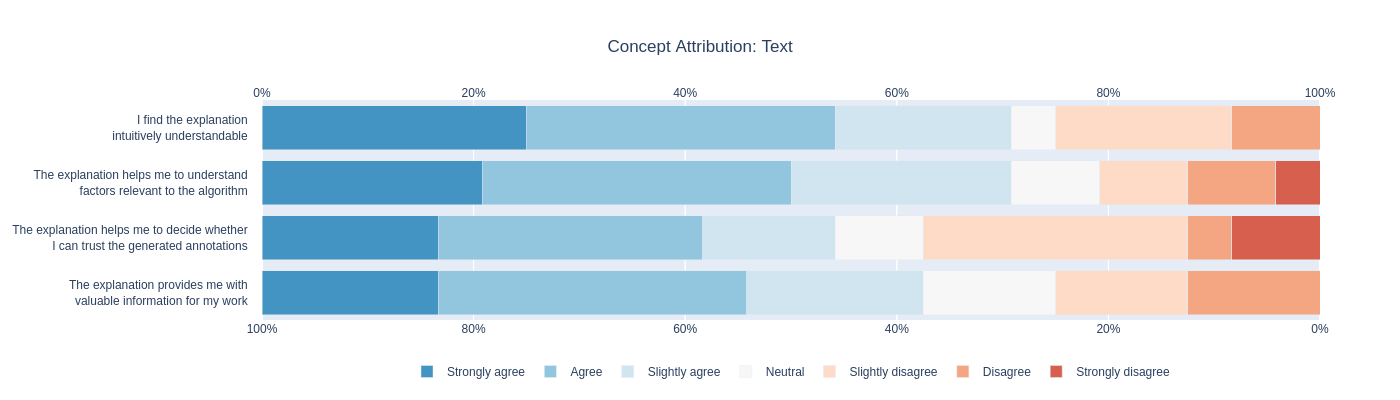 Concept Attribution: Text
0% 20% 40% 60% 80% 100%
I find the explanation
intuitively understandable
The explanation helps me to understand
factors relevant to the algorithm
The explanation helps me to decide whether
I can trust the generated annotations
The explanation provides me with
valuable information for my work
100% 80% 60% 40% 20% 0%
Strongly agree Agree Slightly agree Neutral Slightly disagree Disagree Strongly disagree